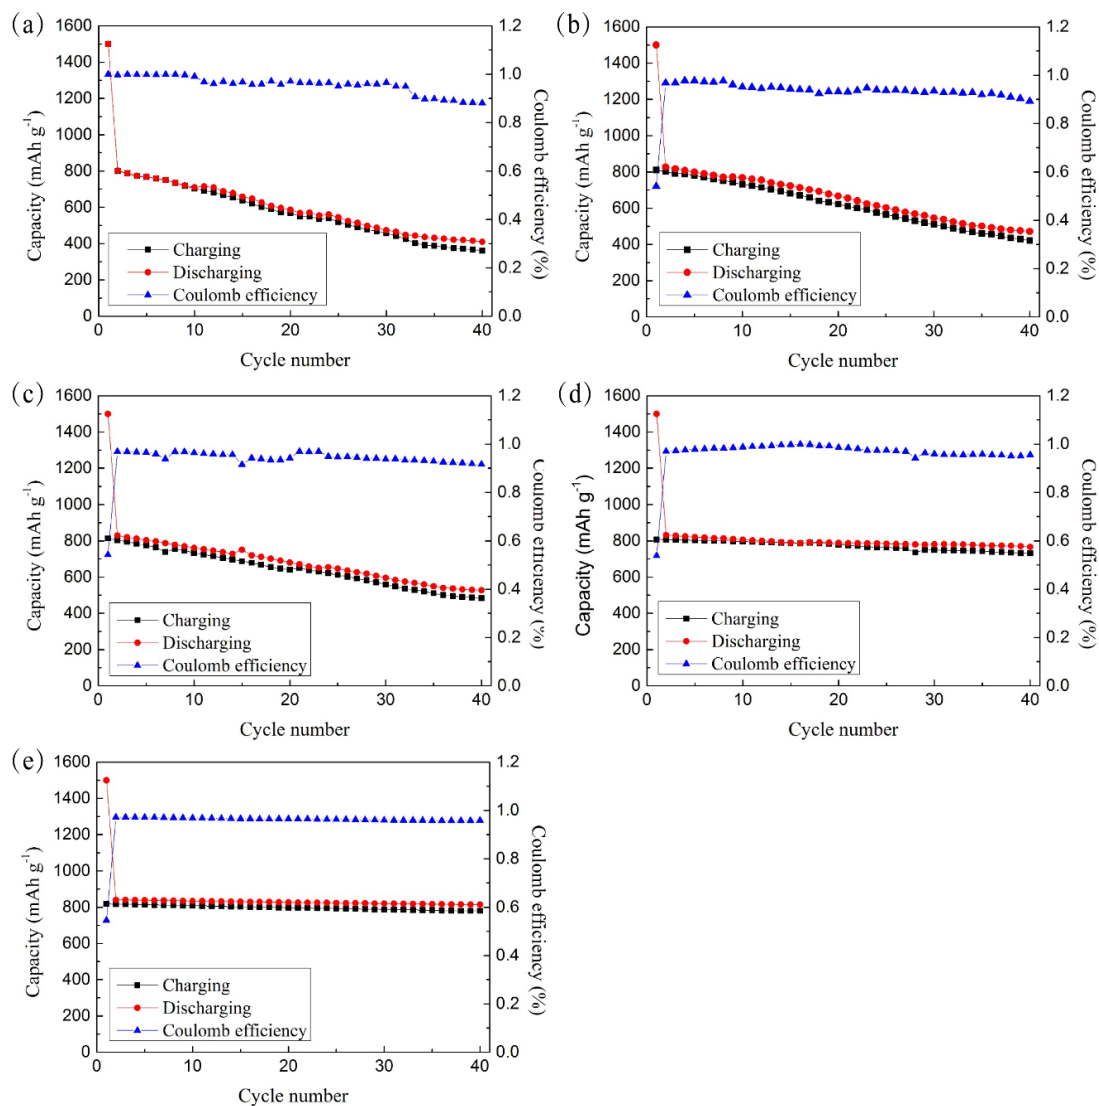 (a)
1600
1400
1200
1000
800
600
400
200
0
Capacity (mAh g⁻¹)
1.2
1.0
0.8
0.6
0.4
0.2
0.0
Coulomb efficiency (%)
Charging
Discharging
Coulomb efficiency
0 10 20 30 40
Cycle number
(b)
1600
1400
1200
1000
800
600
400
200
0
Capacity (mAh g⁻¹)
1.2
1.0
0.8
0.6
0.4
0.2
0.0
Coulomb efficiency (%)
Charging
Discharging
Coulomb efficiency
0 10 20 30 40
Cycle number
(c)
1600
1400
1200
1000
800
600
400
200
0
Capacity (mAh g⁻¹)
1.2
1.0
0.8
0.6
0.4
0.2
0.0
Coulomb efficiency (%)
Charging
Discharging
Coulomb efficiency
0 10 20 30 40
Cycle number
(d)
1600
1400
1200
1000
800
600
400
200
0
Capacity (mAh g⁻¹)
1.2
1.0
0.8
0.6
0.4
0.2
0.0
Coulomb efficiency (%)
Charging
Discharging
Coulomb efficiency
0 10 20 30 40
Cycle number
(e)
1600
1400
1200
1000
800
600
400
200
0
Capacity (mAh g⁻¹)
1.2
1.0
0.8
0.6
0.4
0.2
0.0
Coulomb efficiency (%)
Charging
Discharging
Coulomb efficiency
0 10 20 30 40
Cycle number